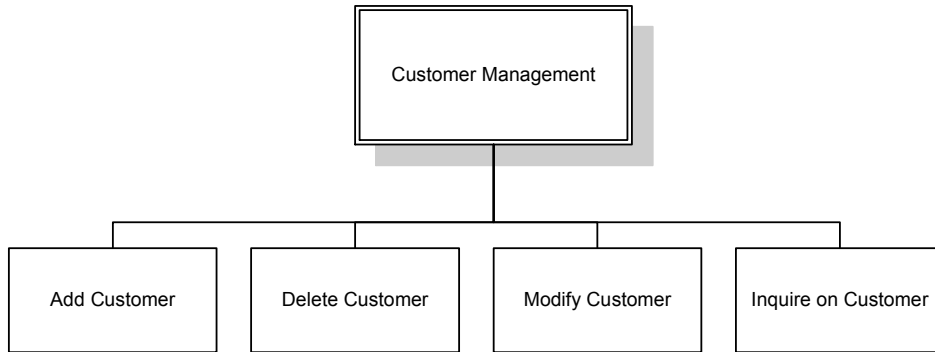 Customer Management
Add Customer
Delete Customer
Modify Customer
Inquire on Customer